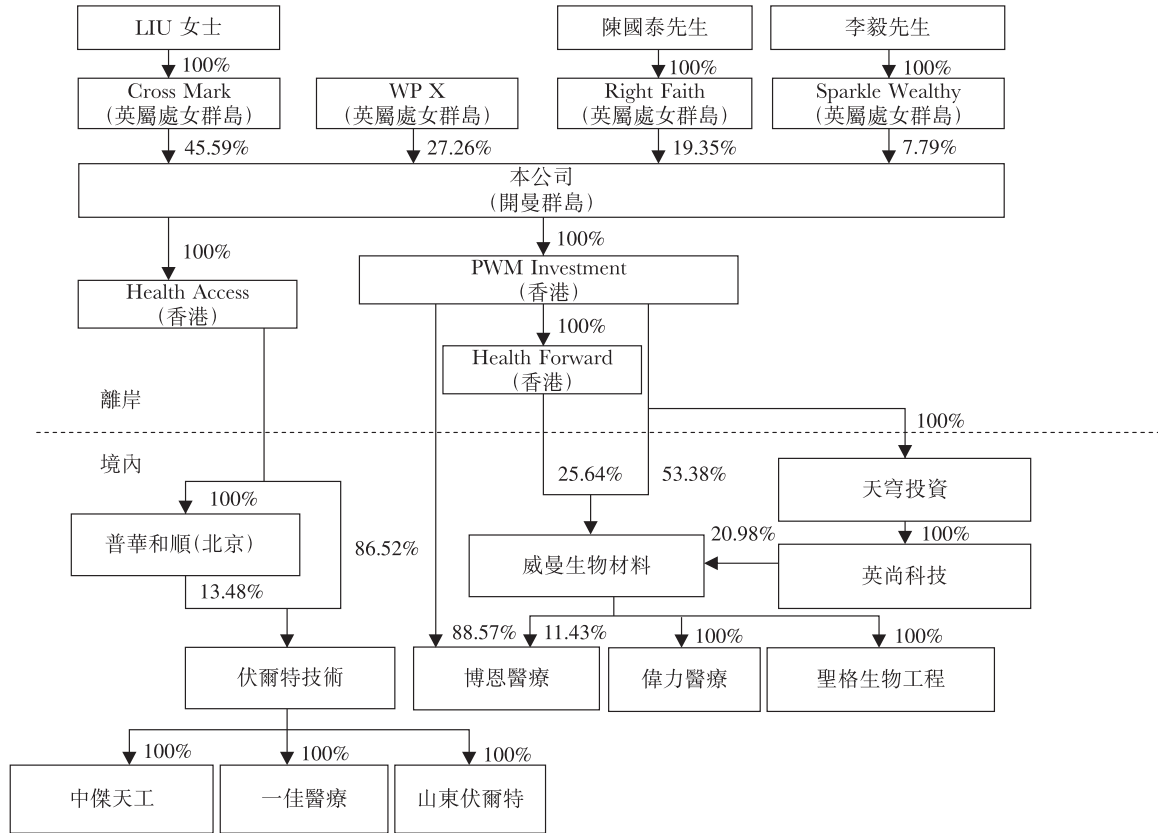 LIU 女士
陳國泰先生
李毅先生
100%
100%
100%
Cross Mark
(英屬處女群島)
WP X
(英屬處女群島)
Right Faith
(英屬處女群島)
Sparkle Wealthy
(英屬處女群島)
45.59%
27.26%
19.35%
7.79%
本公司
(開曼群島)
100%
100%
PWM Investment
(香港)
Health Access
(香港)
100%
Health Forward
(香港)
離岸
100%
境內
25.64%
53.38%
天穹投資
100%
普華和順(北京)
86.52%
20.98%
100%
威曼生物材料
英尚科技
13.48%
88.57%
11.43%
100%
100%
伏爾特技術
博恩醫療
偉力醫療
聖格生物工程
100%
100%
100%
中傑天工
一佳醫療
山東伏爾特